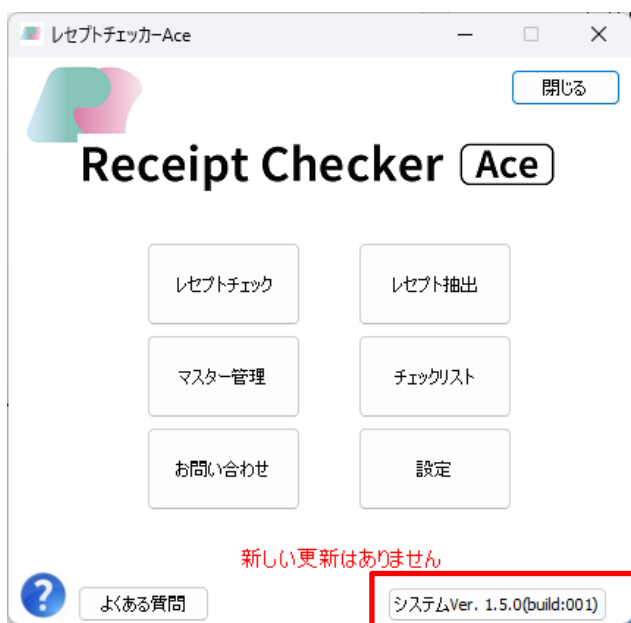 レセプトチェッカーAce
閉じる
Receipt Checker Ace
レセプトチェック
レセプト抽出
マスター管理
チェックリスト
お問い合わせ
設定
新しい更新はありません
?
よくある質問
システムVer. 1.5.0(build:001)